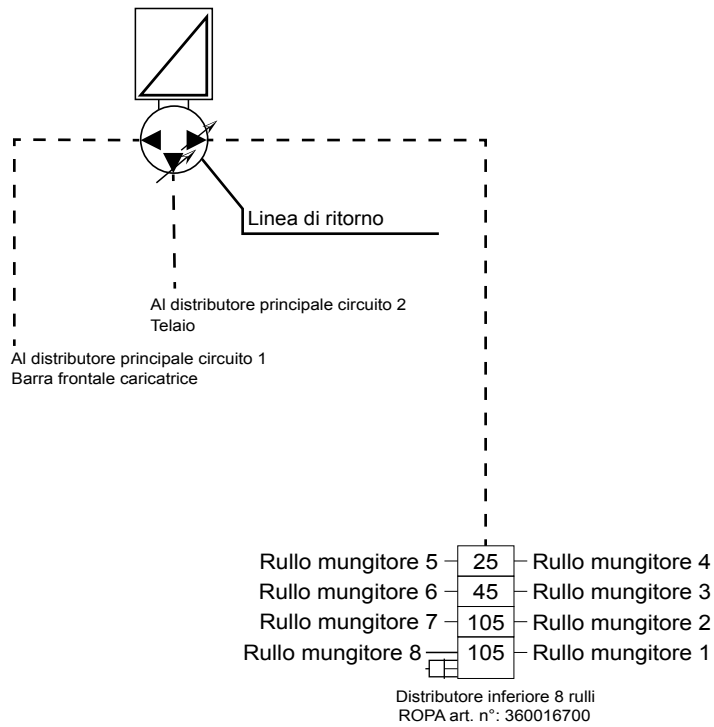 Linea di ritorno
Al distributore principale circuito 2
Telaio
Al distributore principale circuito 1
Barra frontale caricatrice
Rullo mungitore 5 25 Rullo mungitore 4
Rullo mungitore 6 45 Rullo mungitore 3
Rullo mungitore 7 105 Rullo mungitore 2
Rullo mungitore 8 105 Rullo mungitore 1
Distributore inferiore 8 rulli
ROPA art. n°: 360016700